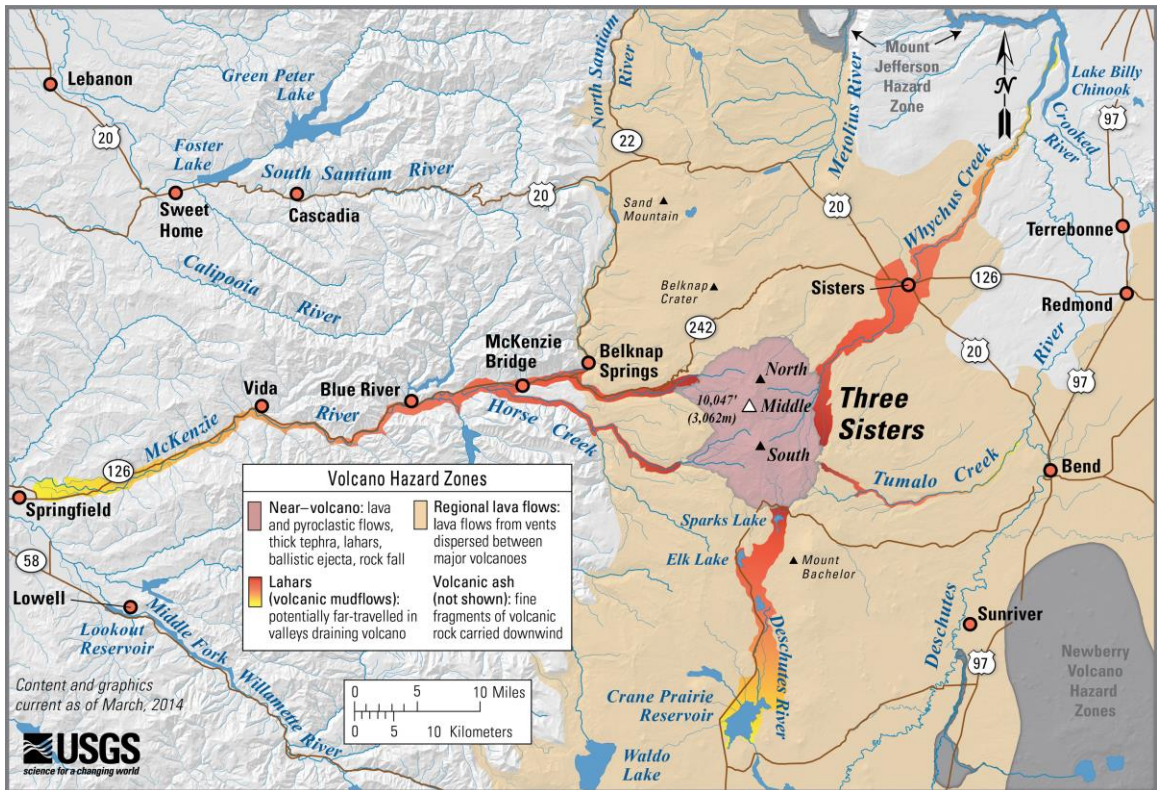 Lebanon
Green Peter
Lake
North Santiam
River
Metolius River
Mount
Jefferson
Hazard
Zone
N
Lake Billy
Chinook
97
Crooked
River
20
Foster
Lake
South Santiam River
22
Whychus Creek
Sweet
Home
Cascadia
20
Sand
Mountain
20
Terrebonne
Calipooia River
Belknap
Crater
Sisters
126
Redmond
242
McKenzie
Bridge
Belknap
Springs
20
River
97
Vida
Blue River
North
10,047'
(3,062m)
Middle
Three
Sisters
McKenzie River
Horse Creek
South
126
Tumalo Creek
Bend
Springfield
Volcano Hazard Zones
Near–volcano: lava
and pyroclastic flows,
thick tephra, lahars,
ballistic ejecta, rock fall
Regional lava flows:
lava flows from vents
dispersed between
major volcanoes
Lahars
(volcanic mudflows):
potentially far-travelled in
valleys draining volcano
Volcanic ash
(not shown): fine
fragments of volcanic
rock carried downwind
Sparks Lake
Elk Lake
Mount
Bachelor
58
Lowell
Lookout
Reservoir
Middle Fork Willamette River
Deschutes
Sunriver
97
Newberry
Volcano
Hazard
Zones
Deschutes River
Crane Prairie
Reservoir
Waldo
Lake
0 5 10 Miles
0 5 10 Kilometers
Content and graphics
current as of March, 2014
USGS
science for a changing world